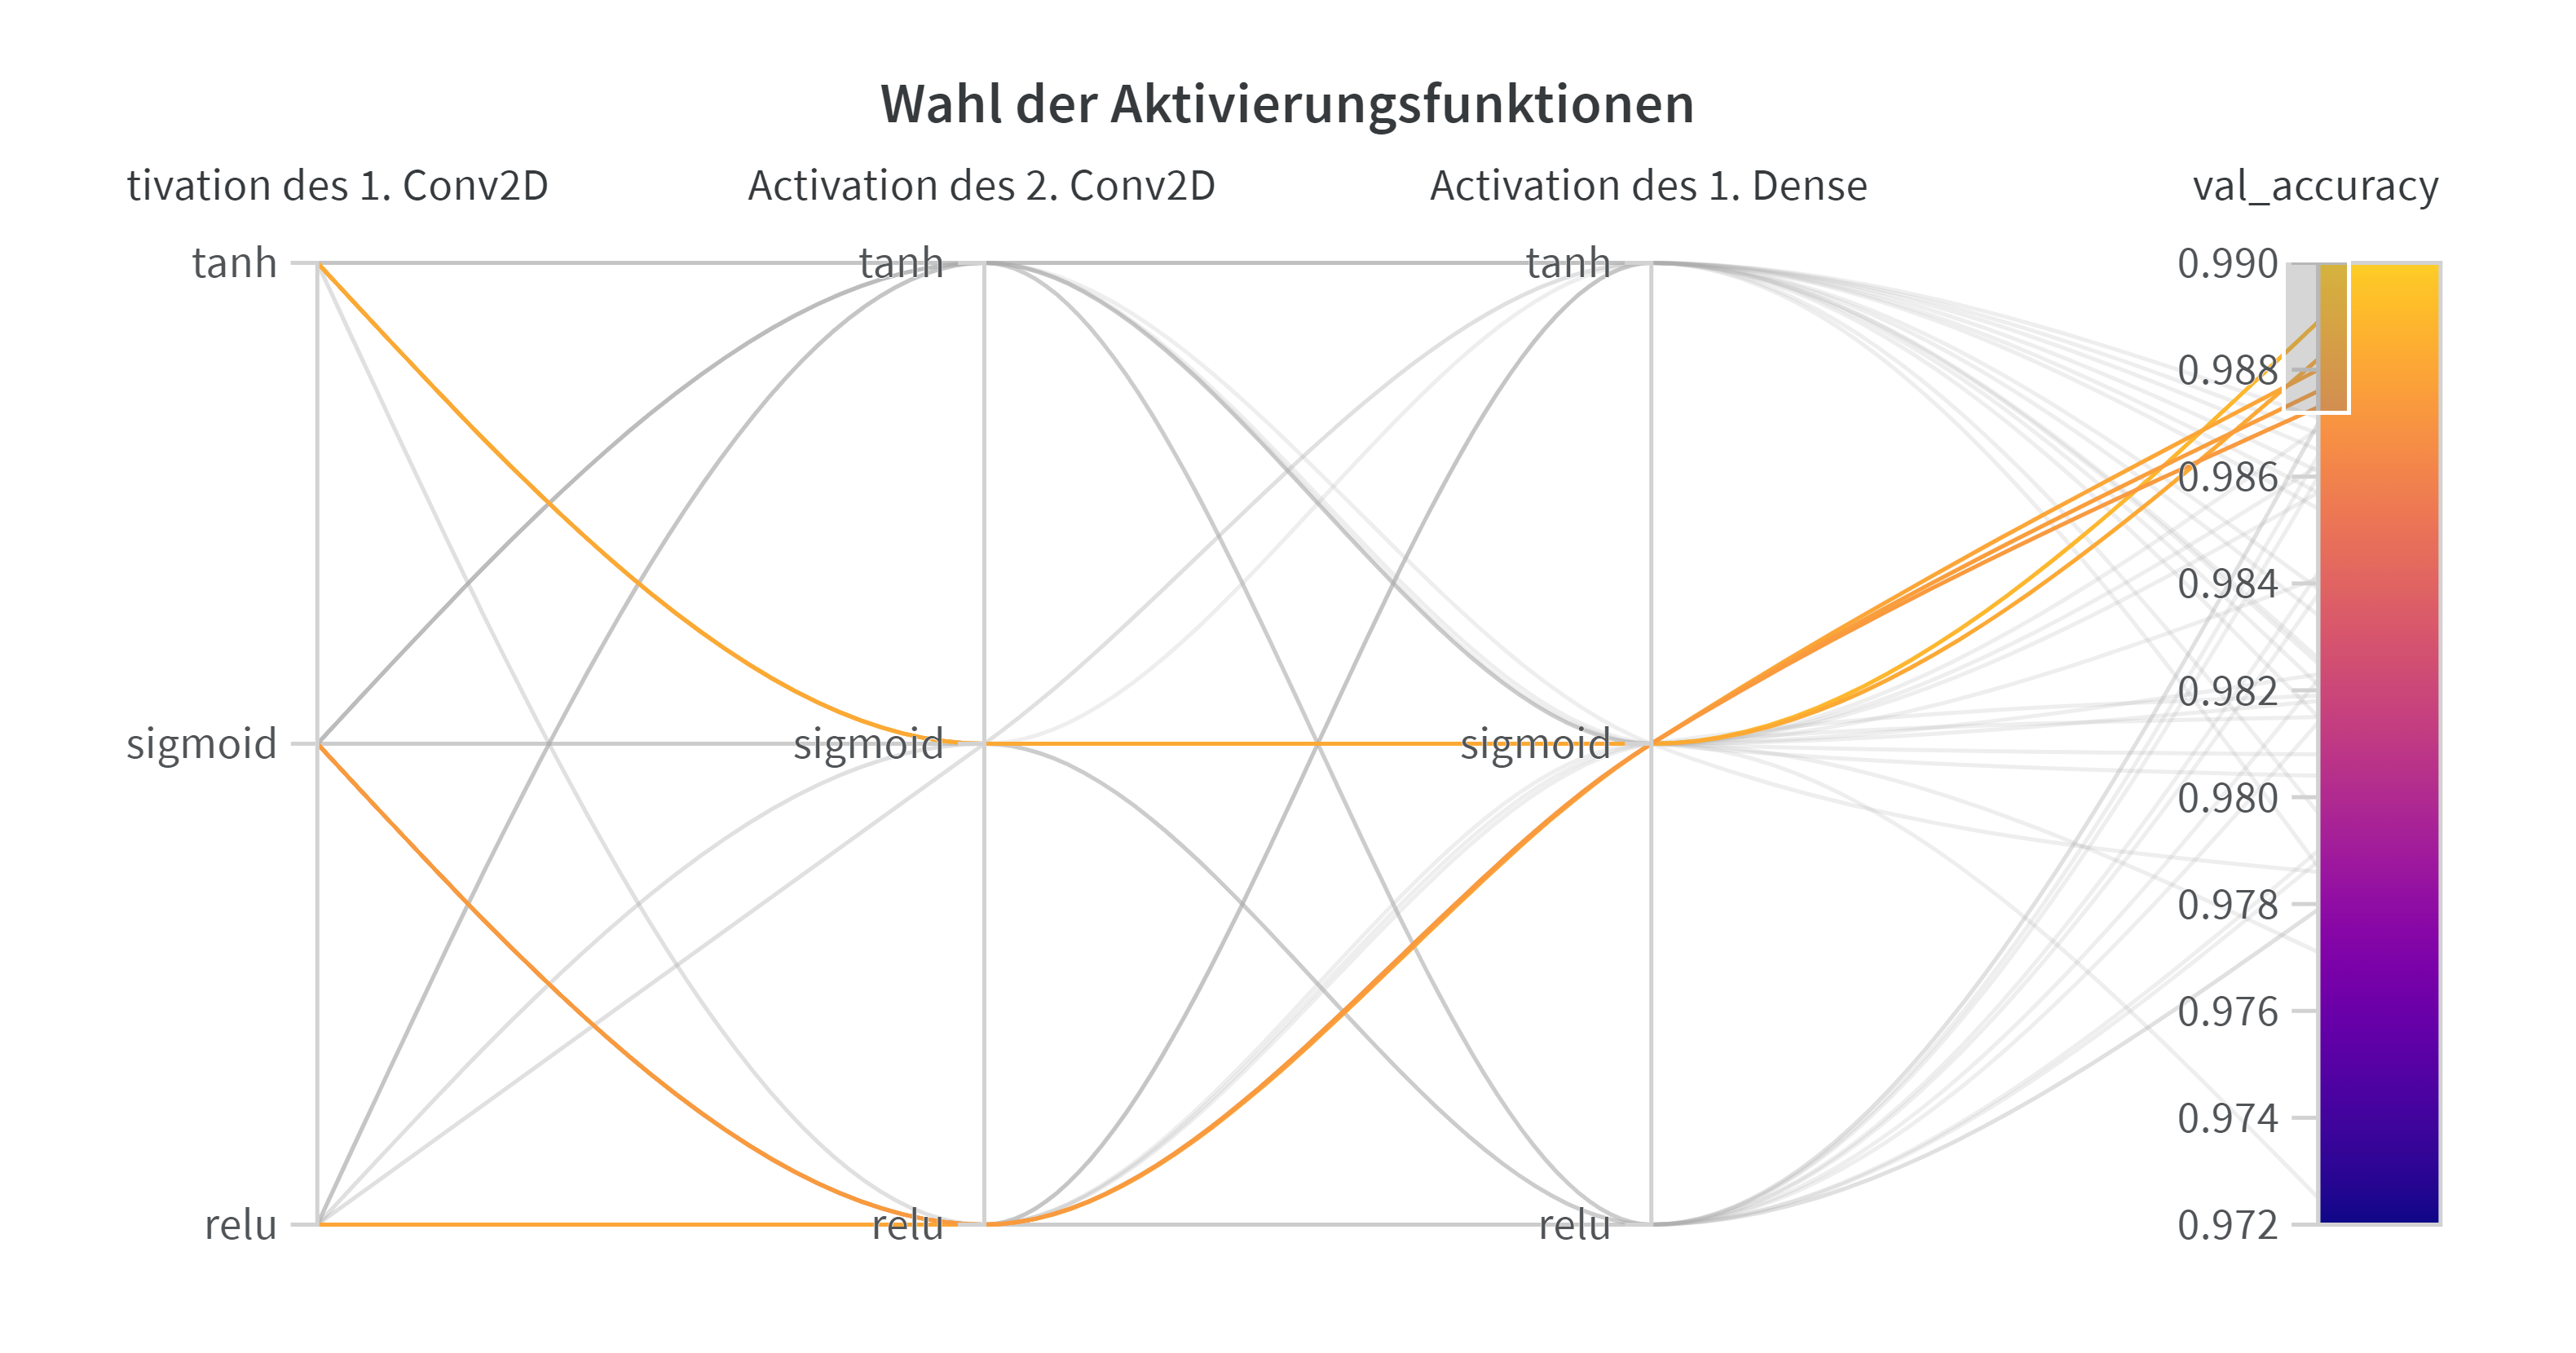 Wahl der Aktivierungsfunktionen
tivation des 1. Conv2D
Activation des 2. Conv2D
Activation des 1. Dense
val_accuracy
tanh
sigmoid
relu
tanh
sigmoid
relu
tanh
sigmoid
relu
0.990
0.988
0.986
0.984
0.982
0.980
0.978
0.976
0.974
0.972